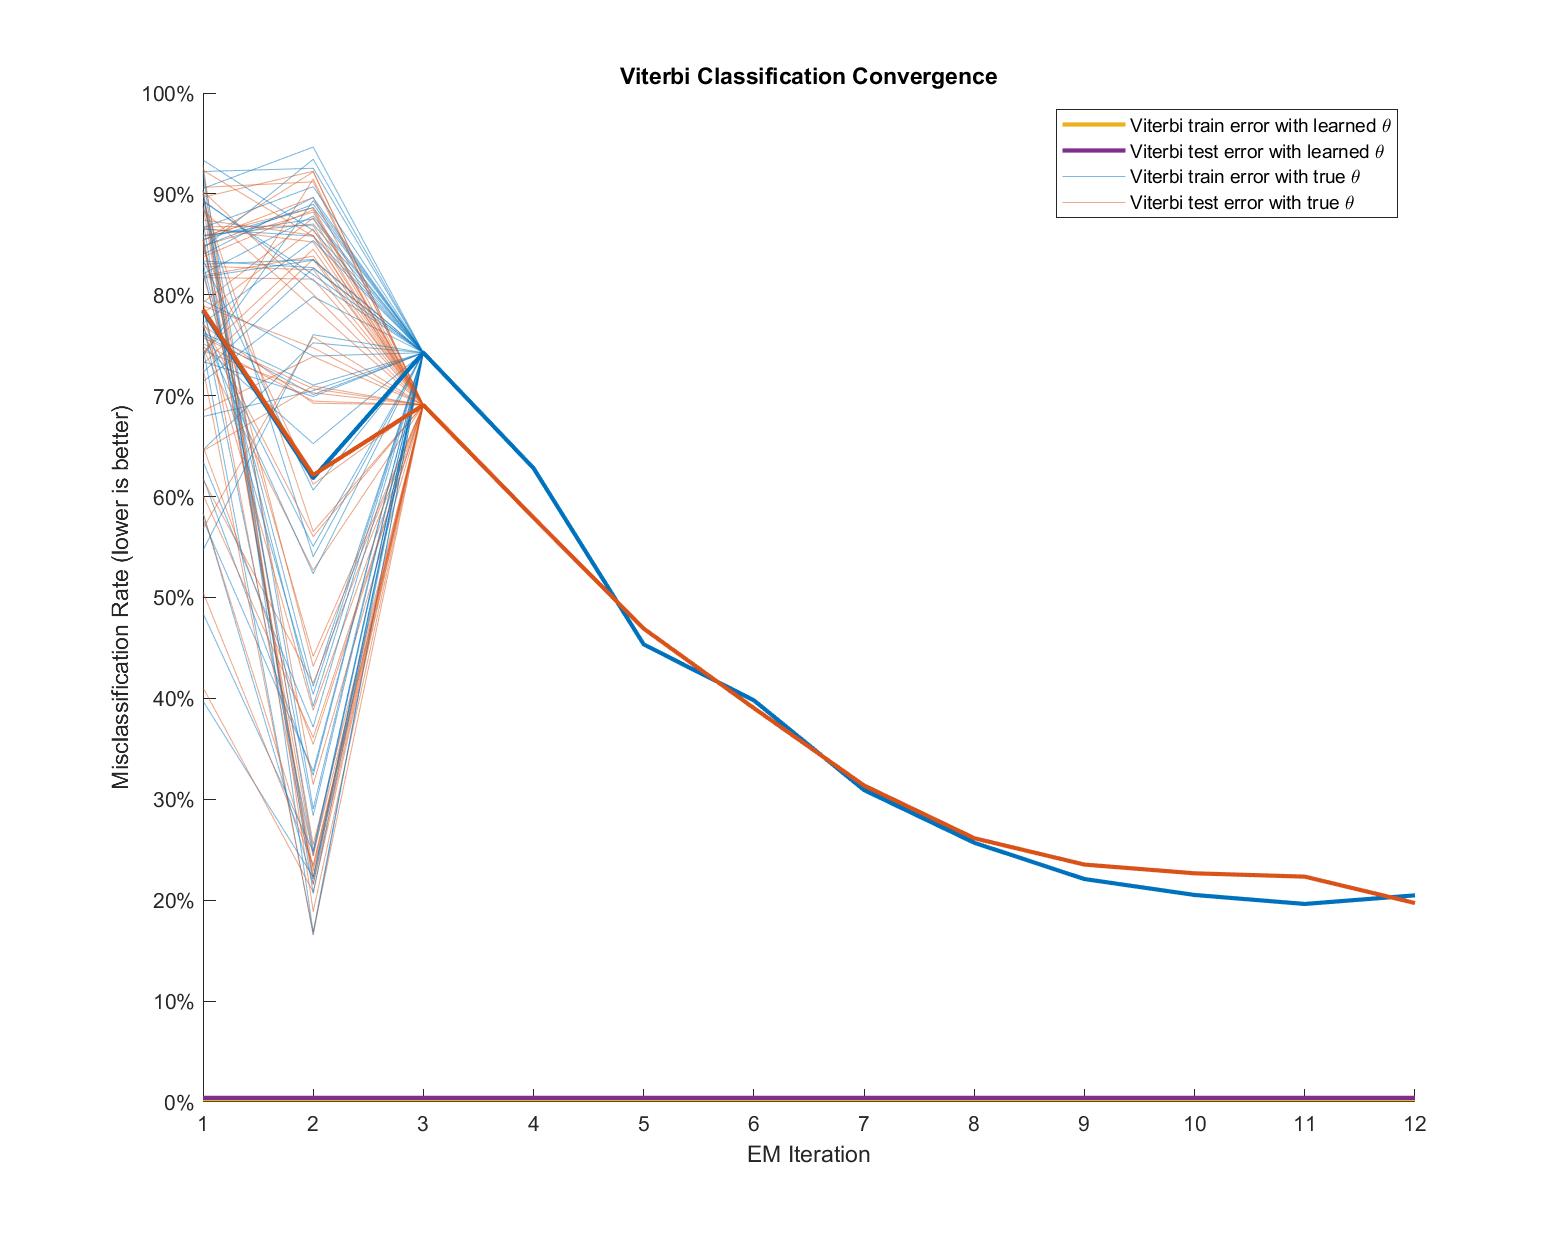 Viterbi Classification Convergence
Viterbi train error with learned θ
Viterbi test error with learned θ
Viterbi train error with true θ
Viterbi test error with true θ
Misclassification Rate (lower is better)
100%
90%
80%
70%
60%
50%
40%
30%
20%
10%
0%
1 2 3 4 5 6 7 8 9 10 11 12
EM Iteration